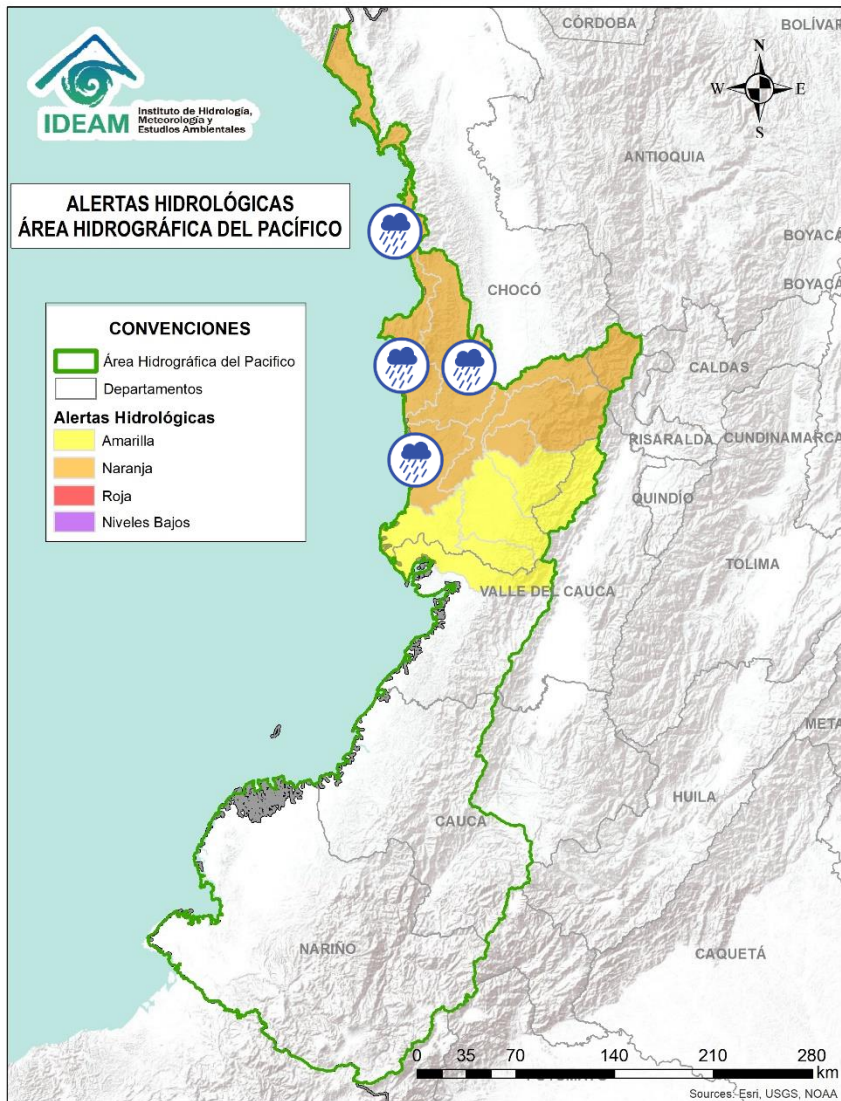 CÓRDOBA
BOLÍVAR
IDEAM
Instituto de Hidrología,
Meteorología y
Estudios Ambientales
N
W E
S
ANTIOQUIA
ALERTAS HIDROLÓGICAS
ÁREA HIDROGRÁFICA DEL PACÍFICO
BOYACÁ
BOYACÁ
CHOCÓ
CONVENCIONES
Área Hidrográfica del Pacifico
Departamentos
Alertas Hidrológicas
Amarilla
Naranja
Roja
Niveles Bajos
CALDAS
RISARALDA
CUNDINAMARCA
QUINDÍO
TOLIMA
VALLE DEL CAUCA
META
HUILA
CAUCA
NARIÑO
CAQUETÁ
0 35 70 140 210 280
km
Sources: Esri, USGS, NOAA